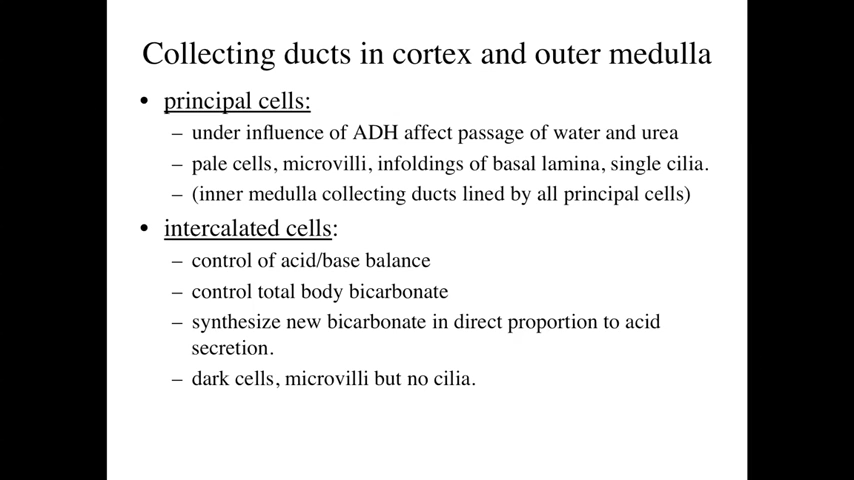 Collecting ducts in cortex and outer medulla
• principal cells:
– under influence of ADH affect passage of water and urea
– pale cells, microvilli, infoldings of basal lamina, single cilia.
– (inner medulla collecting ducts lined by all principal cells)
• intercalated cells:
– control of acid/base balance
– control total body bicarbonate
– synthesize new bicarbonate in direct proportion to acid
secretion.
– dark cells, microvilli but no cilia.